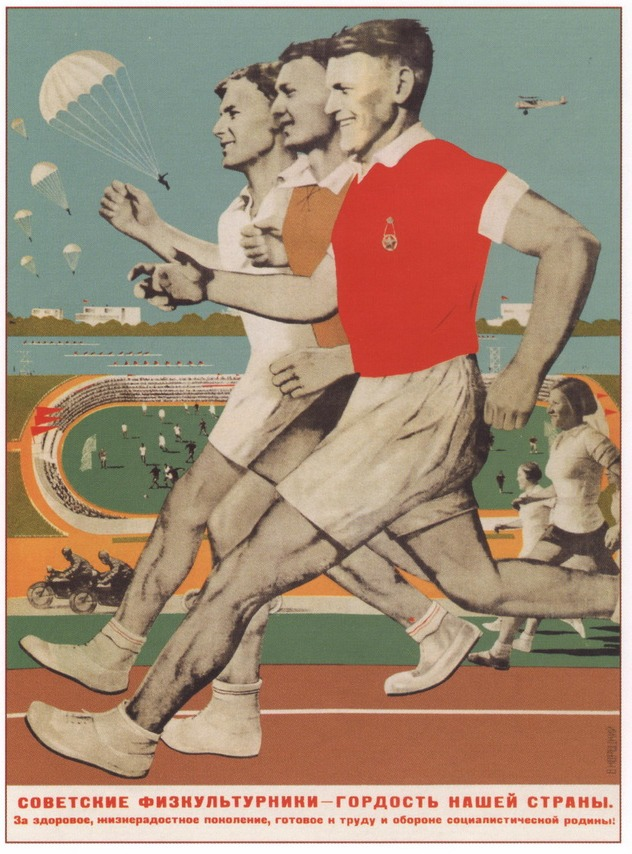 СОВЕТСКИЕ ФИЗКУЛЬТУРНИКИ—ГОРДОСТЬ НАШЕЙ СТРАНЫ.
За здоровое, жизнерадостное поколение, готовое к труду и обороне социалистической родины!